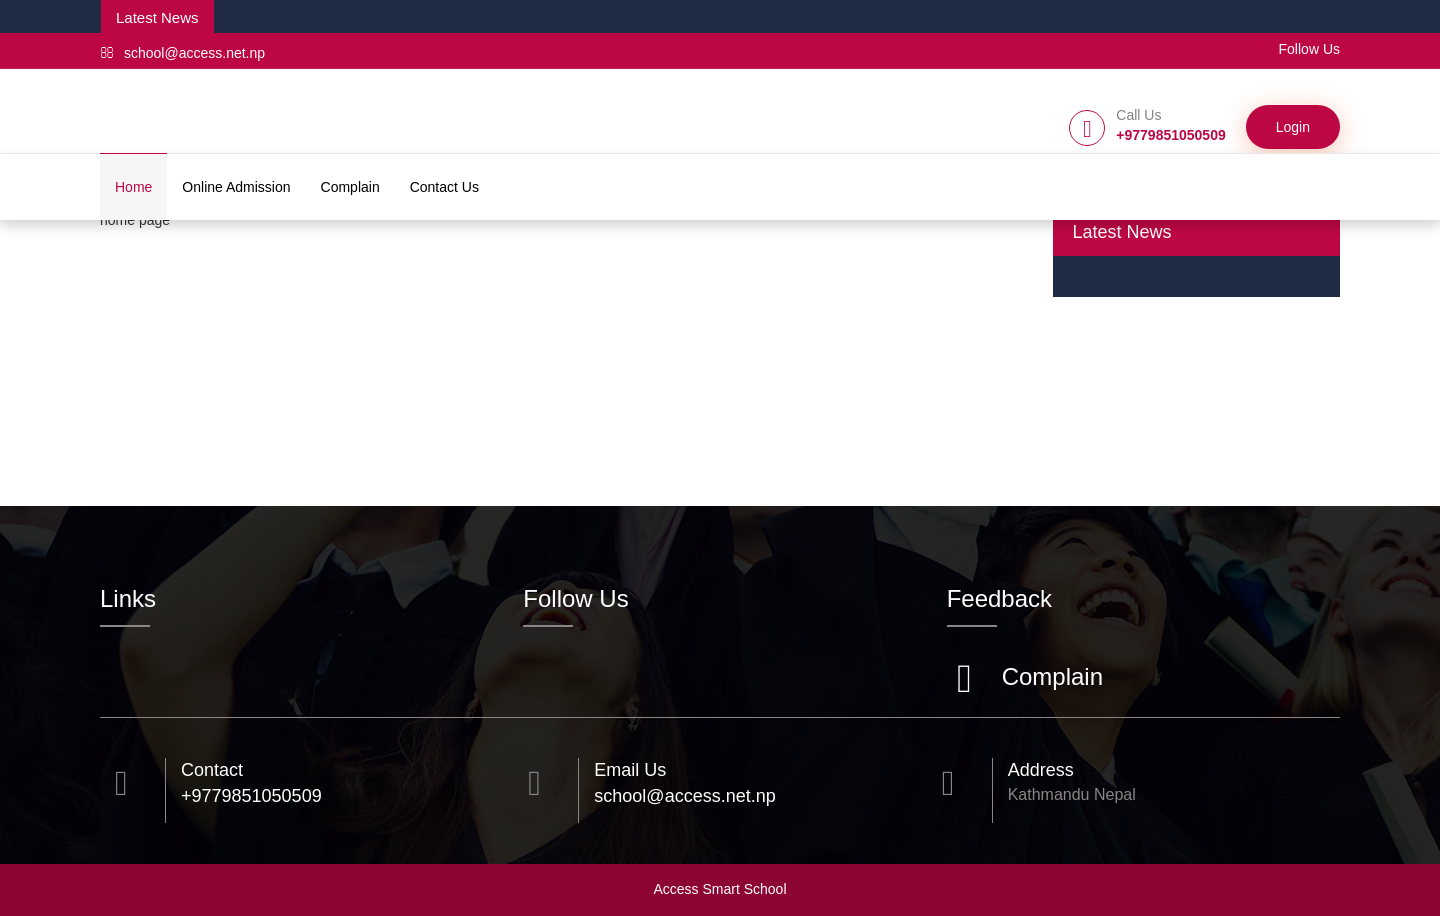 Latest News
school@access.net.np
Follow Us
Call Us
+9779851050509
Login
Home
Online Admission
Complain
Contact Us
home page
Latest News
Links
Follow Us
Feedback
Complain
Contact
+9779851050509
Email Us
school@access.net.np
Address
Kathmandu Nepal
Access Smart School